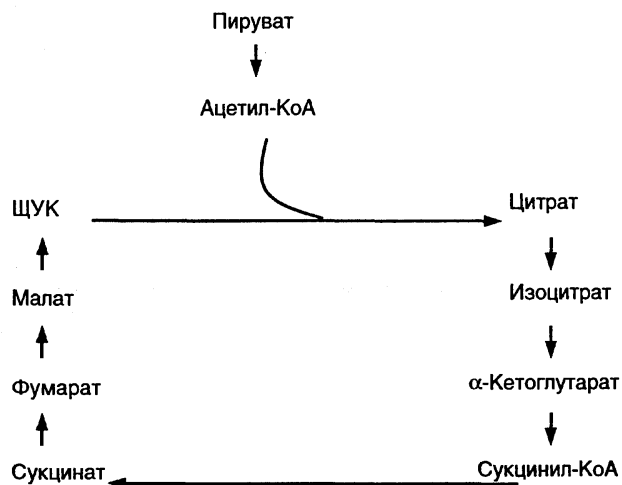 Пируват
Ацетил-КоА
ЩУК
Цитрат
Малат
Изоцитрат
Фумарат
α-Кетоглутарат
Сукцинат
Сукцинил-КоА